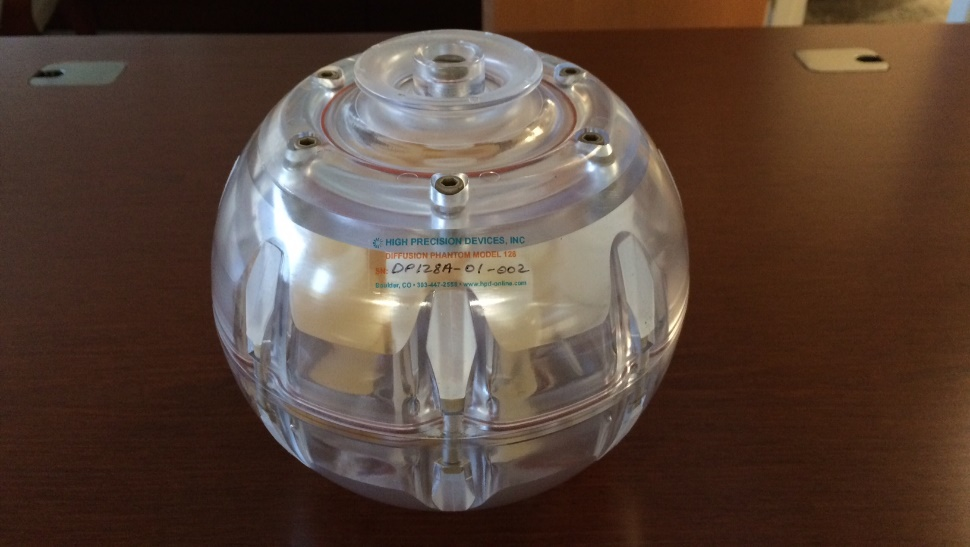 HIGH PRECISION DEVICES, INC
DIFFUSION PHANTOM MODEL 128
SN: DP128A-01-002
Boulder, CO • 303-447-2558 • www.hpd-online.com